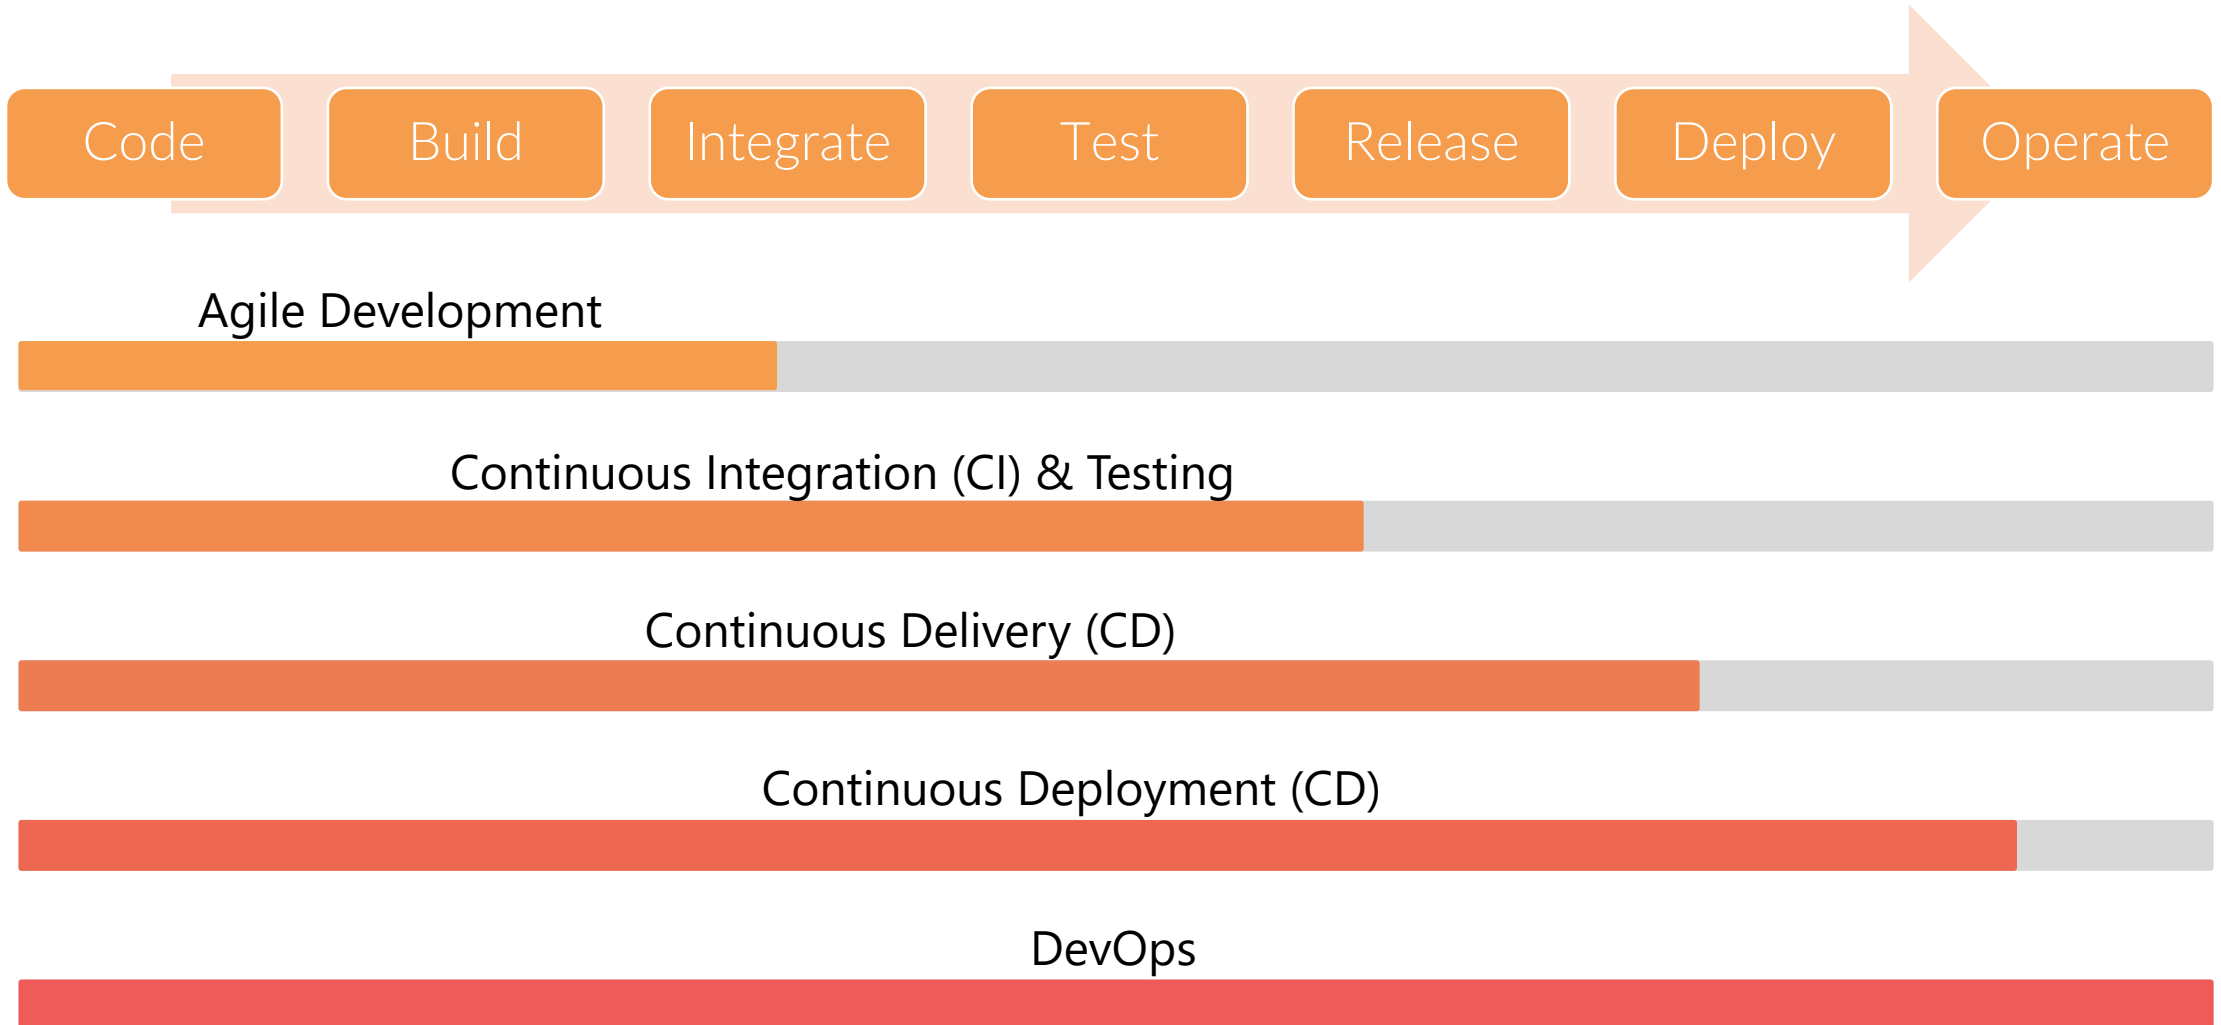 Code Build Integrate Test Release Deploy Operate
Agile Development
Continuous Integration (CI) & Testing
Continuous Delivery (CD)
Continuous Deployment (CD)
DevOps